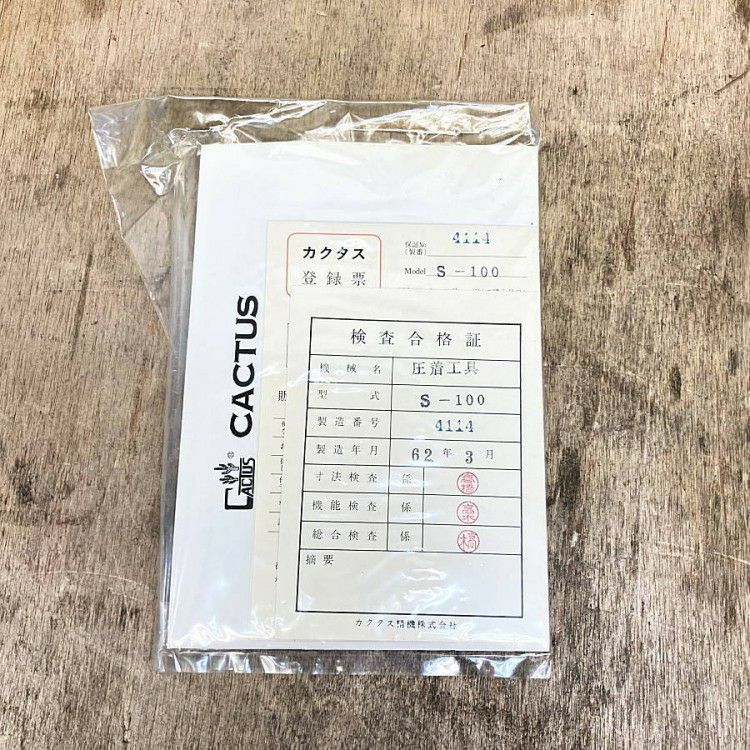 CACTUS
CACTUS
®
カクタス
登録票
保証No.
(製番)
4114
Model S-100
検査合格証
機械名 圧着工具
型式 S-100
製造番号 4114
製造年月 62年3月
寸法検査 係
機能検査 係
総合検査 係
摘要
カクタス精機株式会社